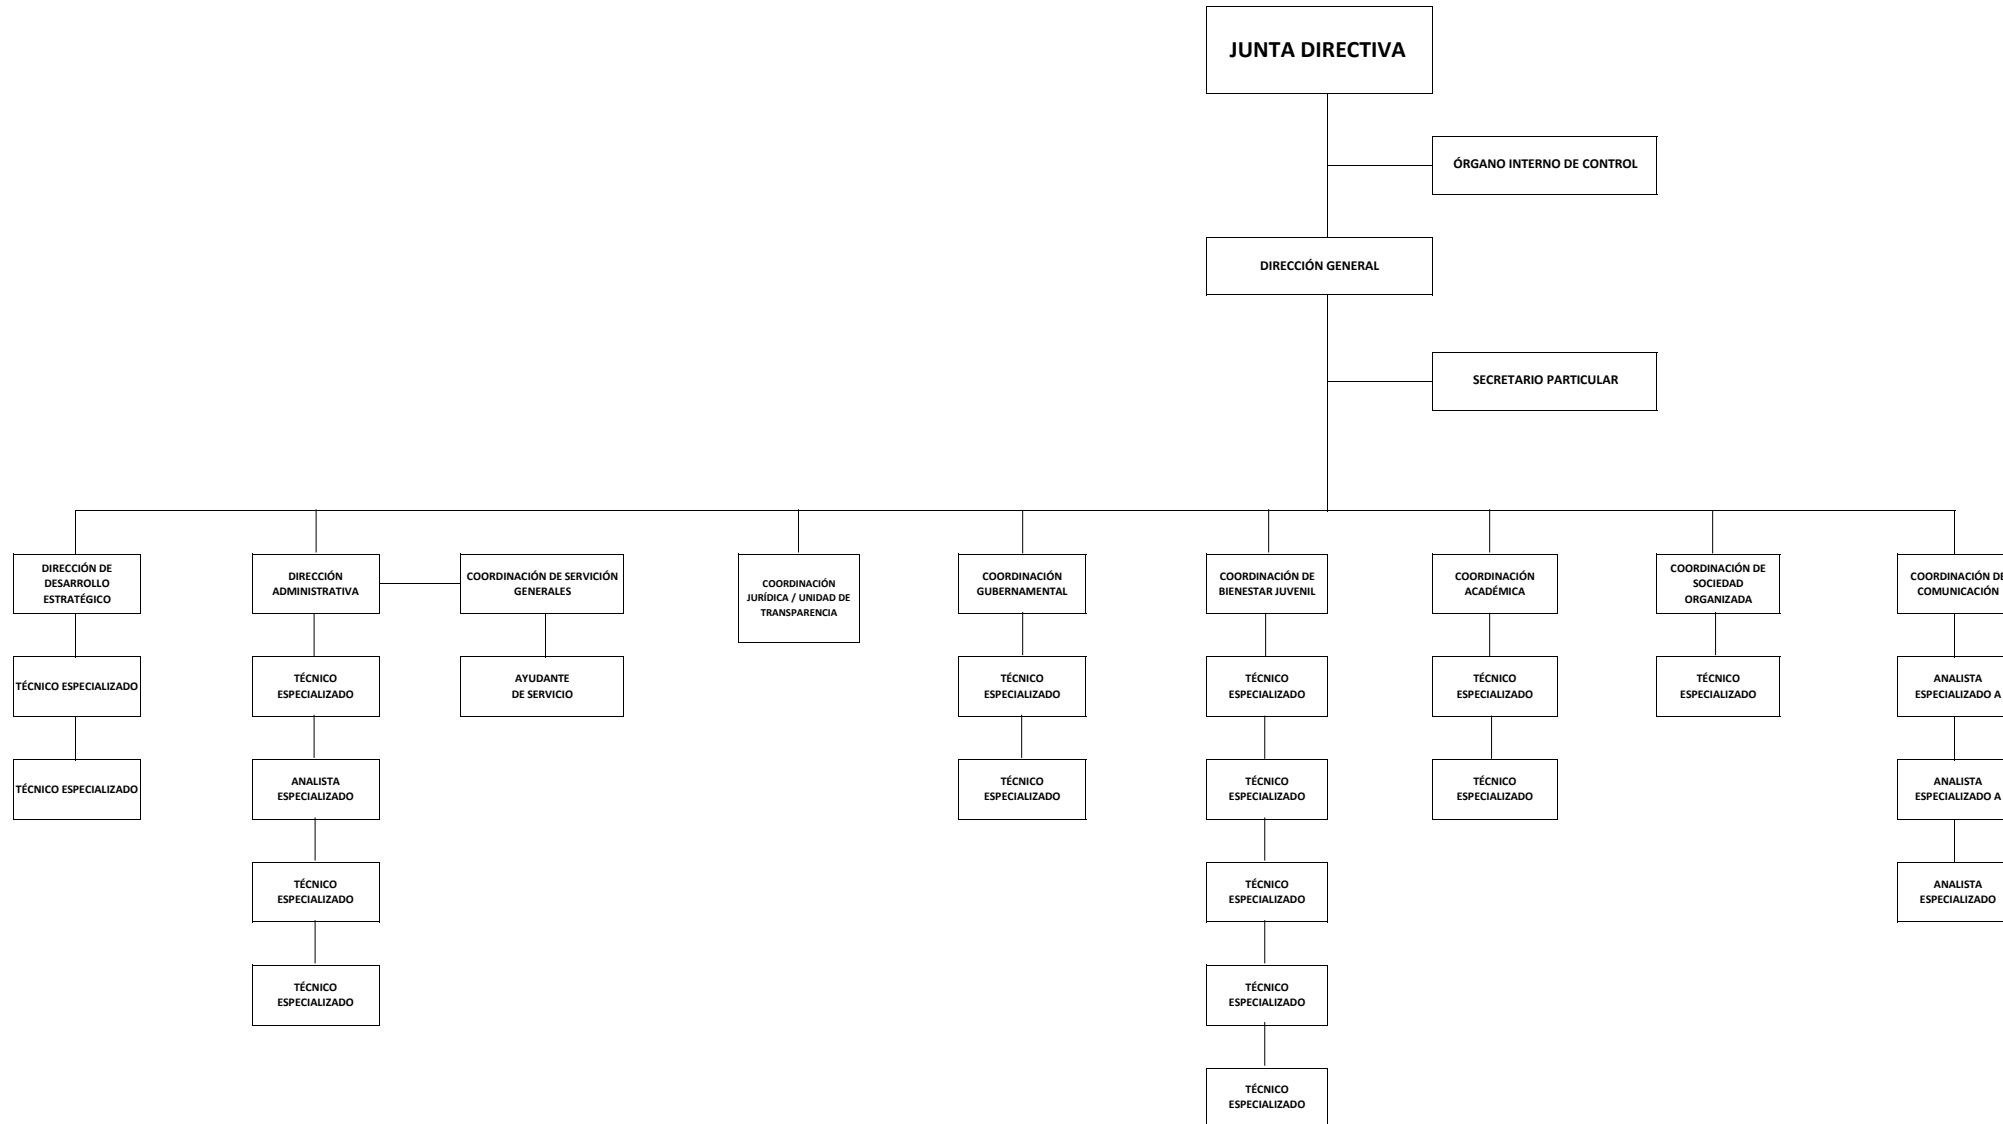 JUNTA DIRECTIVA
ÓRGANO INTERNO DE CONTROL
DIRECCIÓN GENERAL
SECRETARIO PARTICULAR
DIRECCIÓN DE
DESARROLLO
ESTRATÉGICO
DIRECCIÓN
ADMINISTRATIVA
COORDINACIÓN DE SERVICIÓN
GENERALES
COORDINACIÓN
JURÍDICA / UNIDAD DE
TRANSPARENCIA
COORDINACIÓN
GUBERNAMENTAL
COORDINACIÓN DE
BIENESTAR JUVENIL
COORDINACIÓN
ACADÉMICA
COORDINACIÓN DE
SOCIEDAD
ORGANIZADA
COORDINACIÓN DE
COMUNICACIÓN
TÉCNICO ESPECIALIZADO
TÉCNICO
ESPECIALIZADO
AYUDANTE
DE SERVICIO
TÉCNICO
ESPECIALIZADO
TÉCNICO
ESPECIALIZADO
TÉCNICO
ESPECIALIZADO
TÉCNICO
ESPECIALIZADO
ANALISTA
ESPECIALIZADO A
TÉCNICO ESPECIALIZADO
ANALISTA
ESPECIALIZADO
TÉCNICO
ESPECIALIZADO
TÉCNICO
ESPECIALIZADO
TÉCNICO
ESPECIALIZADO
ANALISTA
ESPECIALIZADO A
TÉCNICO
ESPECIALIZADO
TÉCNICO
ESPECIALIZADO
ANALISTA
ESPECIALIZADO
TÉCNICO
ESPECIALIZADO
TÉCNICO
ESPECIALIZADO
TÉCNICO
ESPECIALIZADO